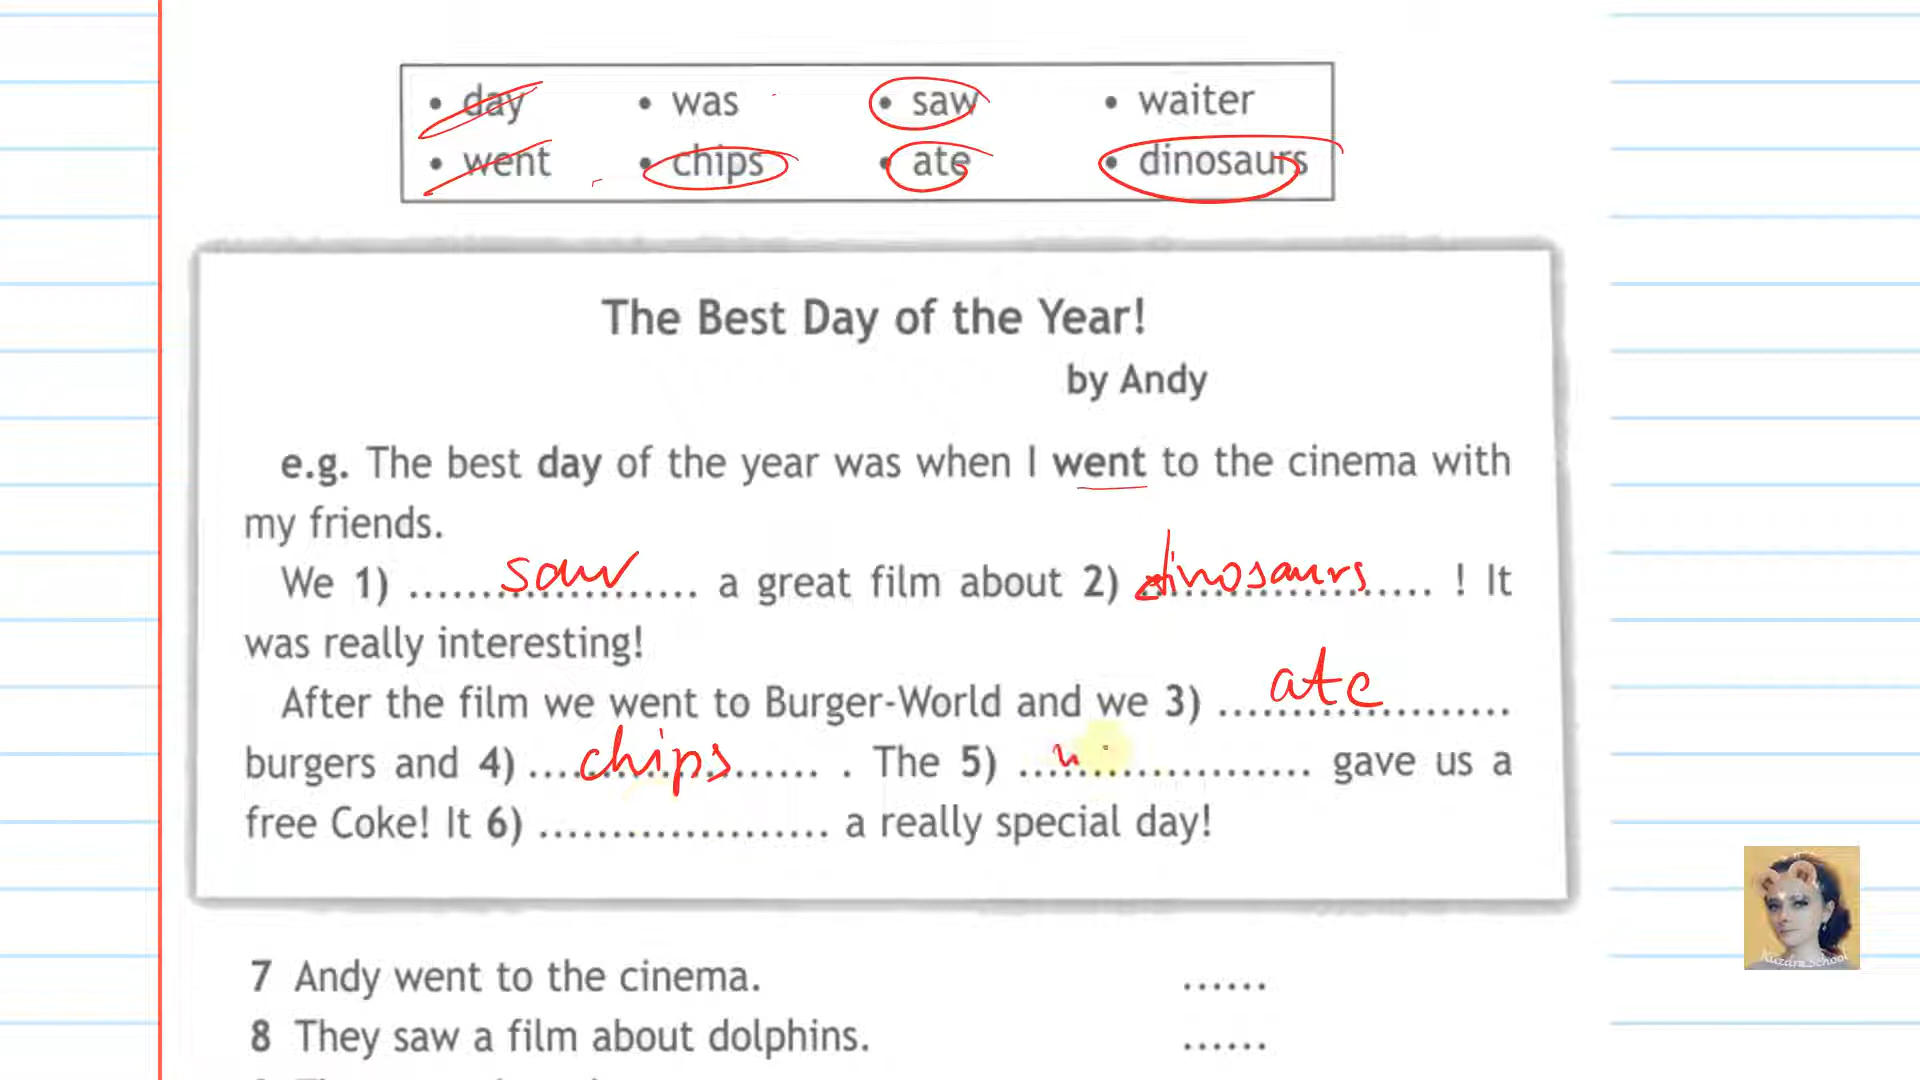 • day • was • saw • waiter
• went • chips • ate • dinosaurs
The Best Day of the Year!
by Andy
e.g. The best day of the year was when I went to the cinema with
my friends.
We 1) ........saw........ a great film about 2) dinosaurs ! It
was really interesting!
After the film we went to Burger-World and we 3) ........ate........
burgers and 4) ........chips........ . The 5) .................... gave us a
free Coke! It 6) .................... a really special day!
7 Andy went to the cinema. ......
8 They saw a film about dolphins. ......
Kuzdra School